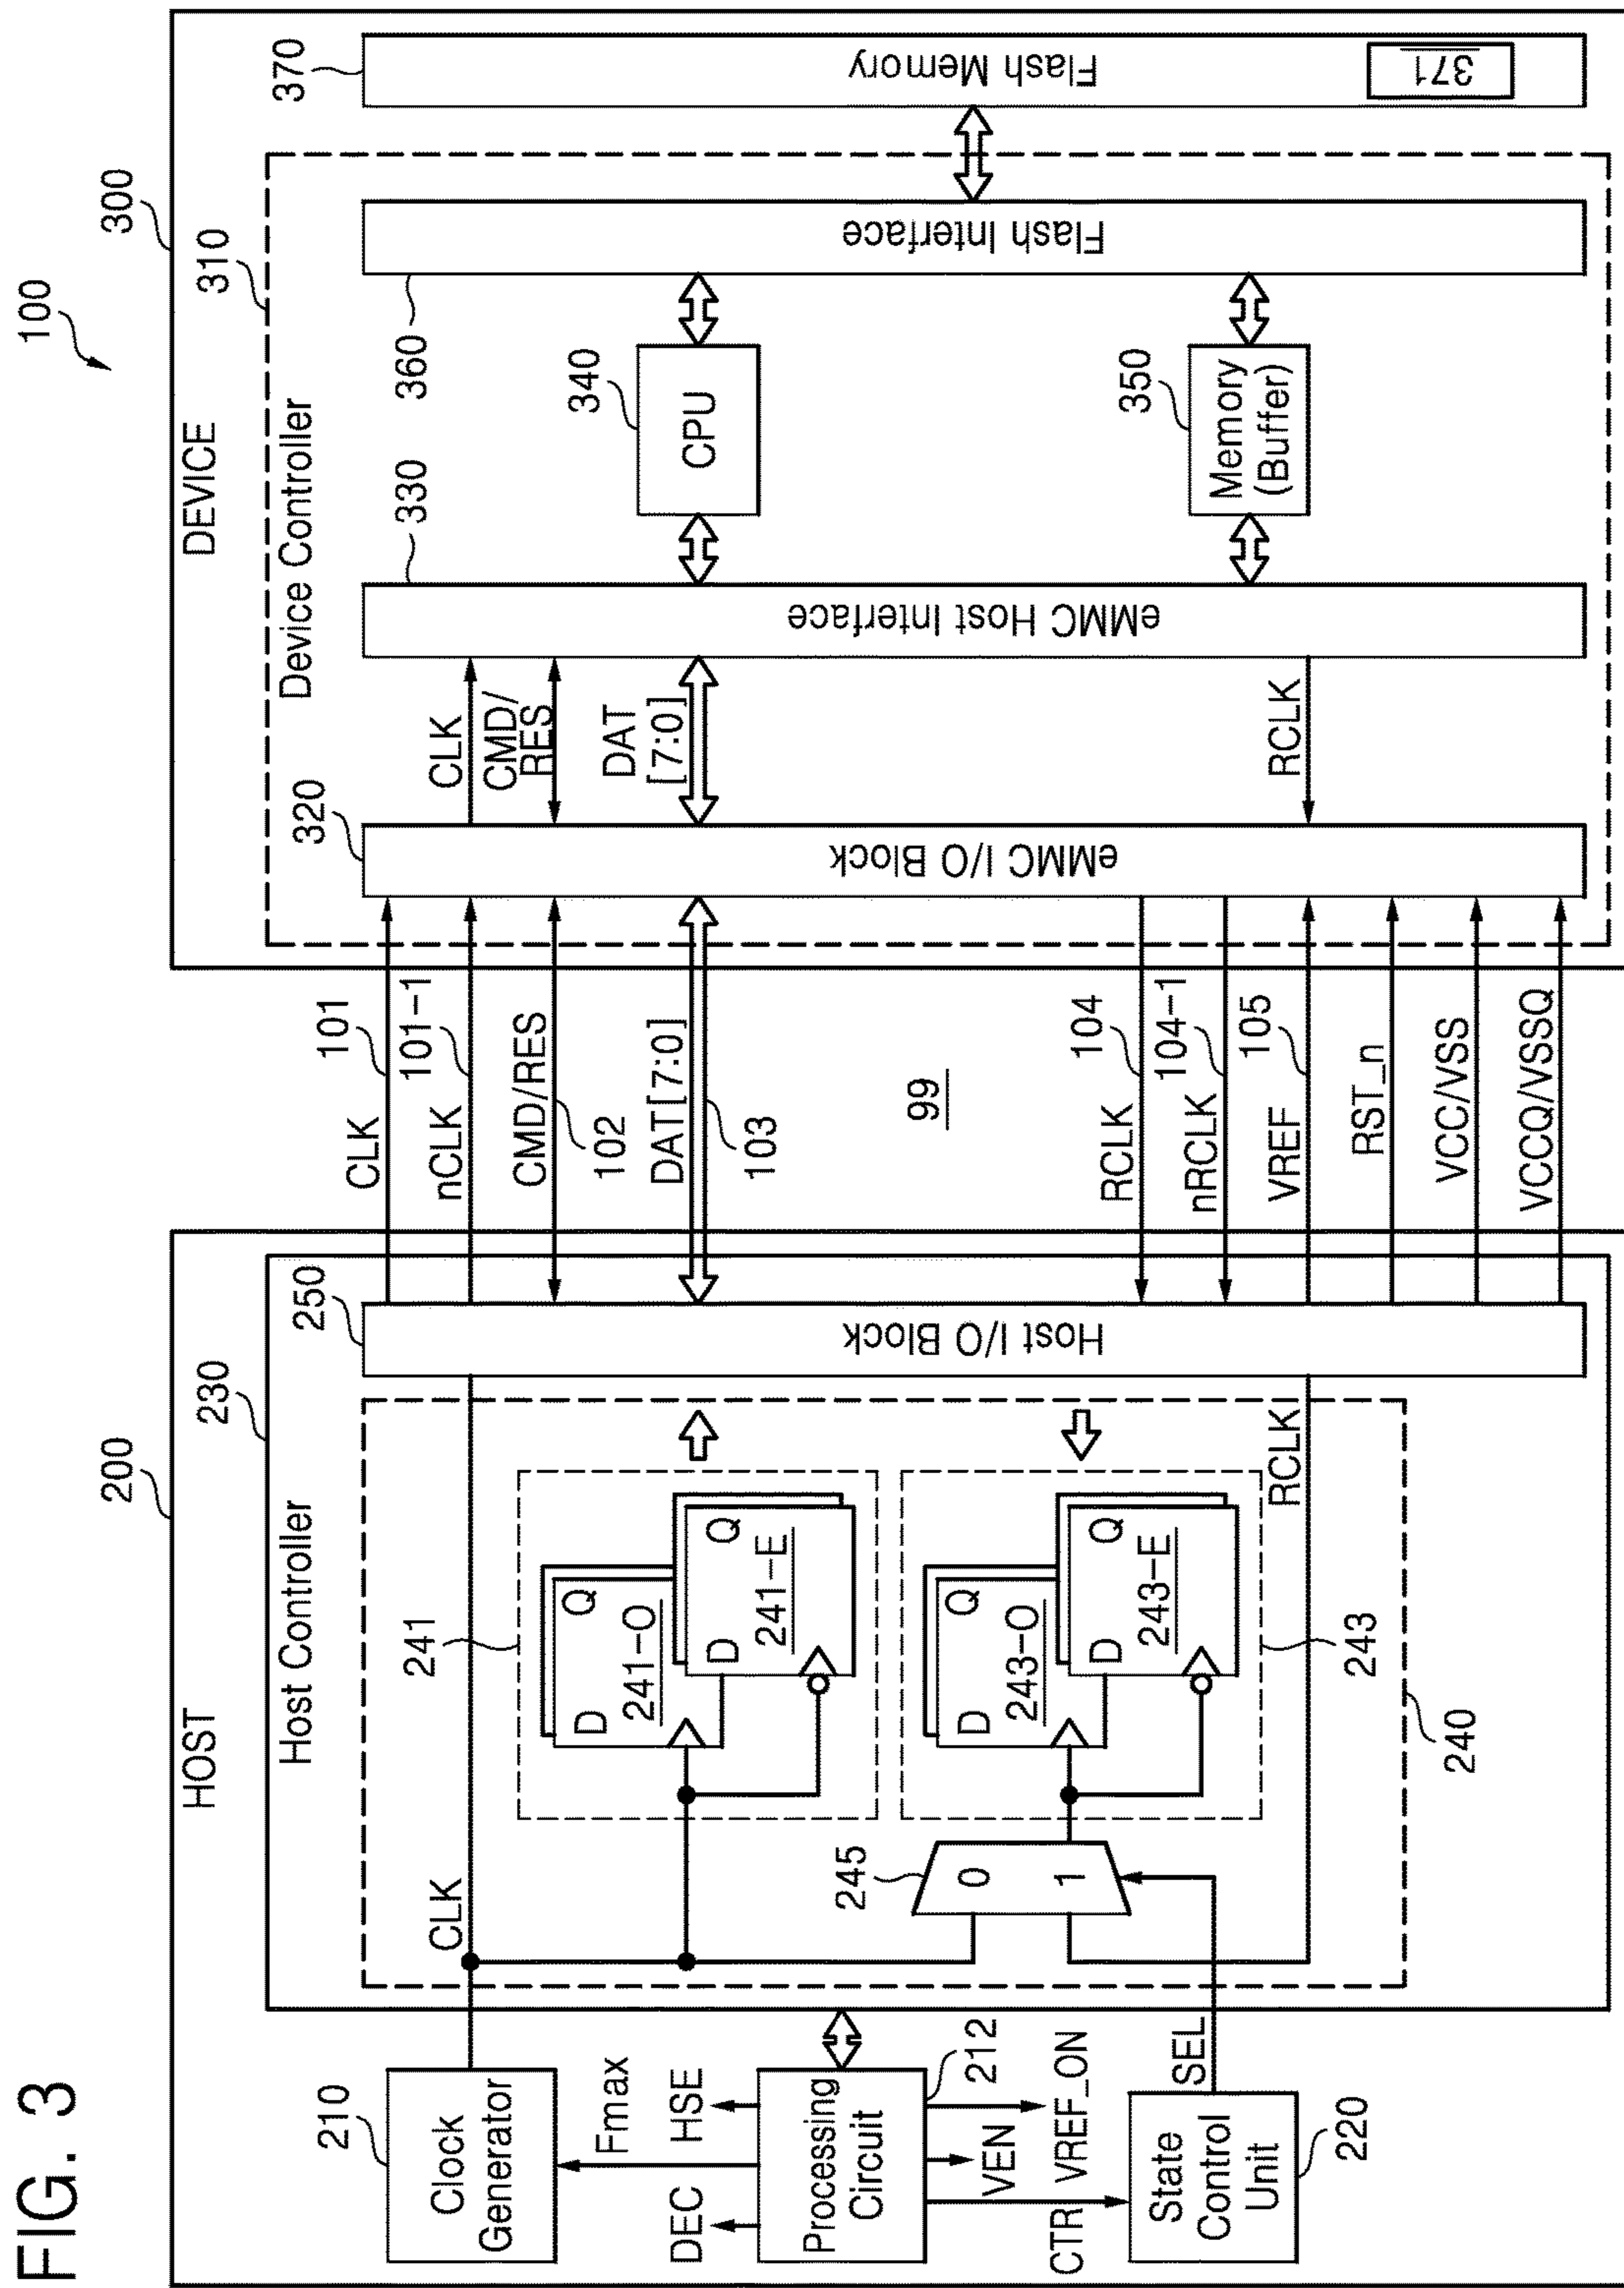 FIG. 3
100
HOST
200
210
Clock
Generator
Fmax
DEC
HSE
Processing
Circuit
212
CTR
VEN
VREF_ON
State
Control
Unit
220
SEL
Host Controller
230
CLK
241
D
Q
241-O
D
Q
241-E
245
0
1
D
Q
243-O
D
Q
243-E
243
240
RCLK
250
Host I/O Block
CLK
101
nCLK
101-1
CMD/RES
102
DAT[7:0]
103
99
RCLK
104
nRCLK
104-1
VREF
105
RST_n
VCC/VSS
VCCQ/VSSQ
DEVICE
300
Device Controller
310
320
eMMC I/O Block
CLK
CMD/
RES
DAT
[7:0]
RCLK
330
eMMC Host Interface
340
CPU
350
Memory
(Buffer)
360
Flash Interface
370
Flash Memory
371